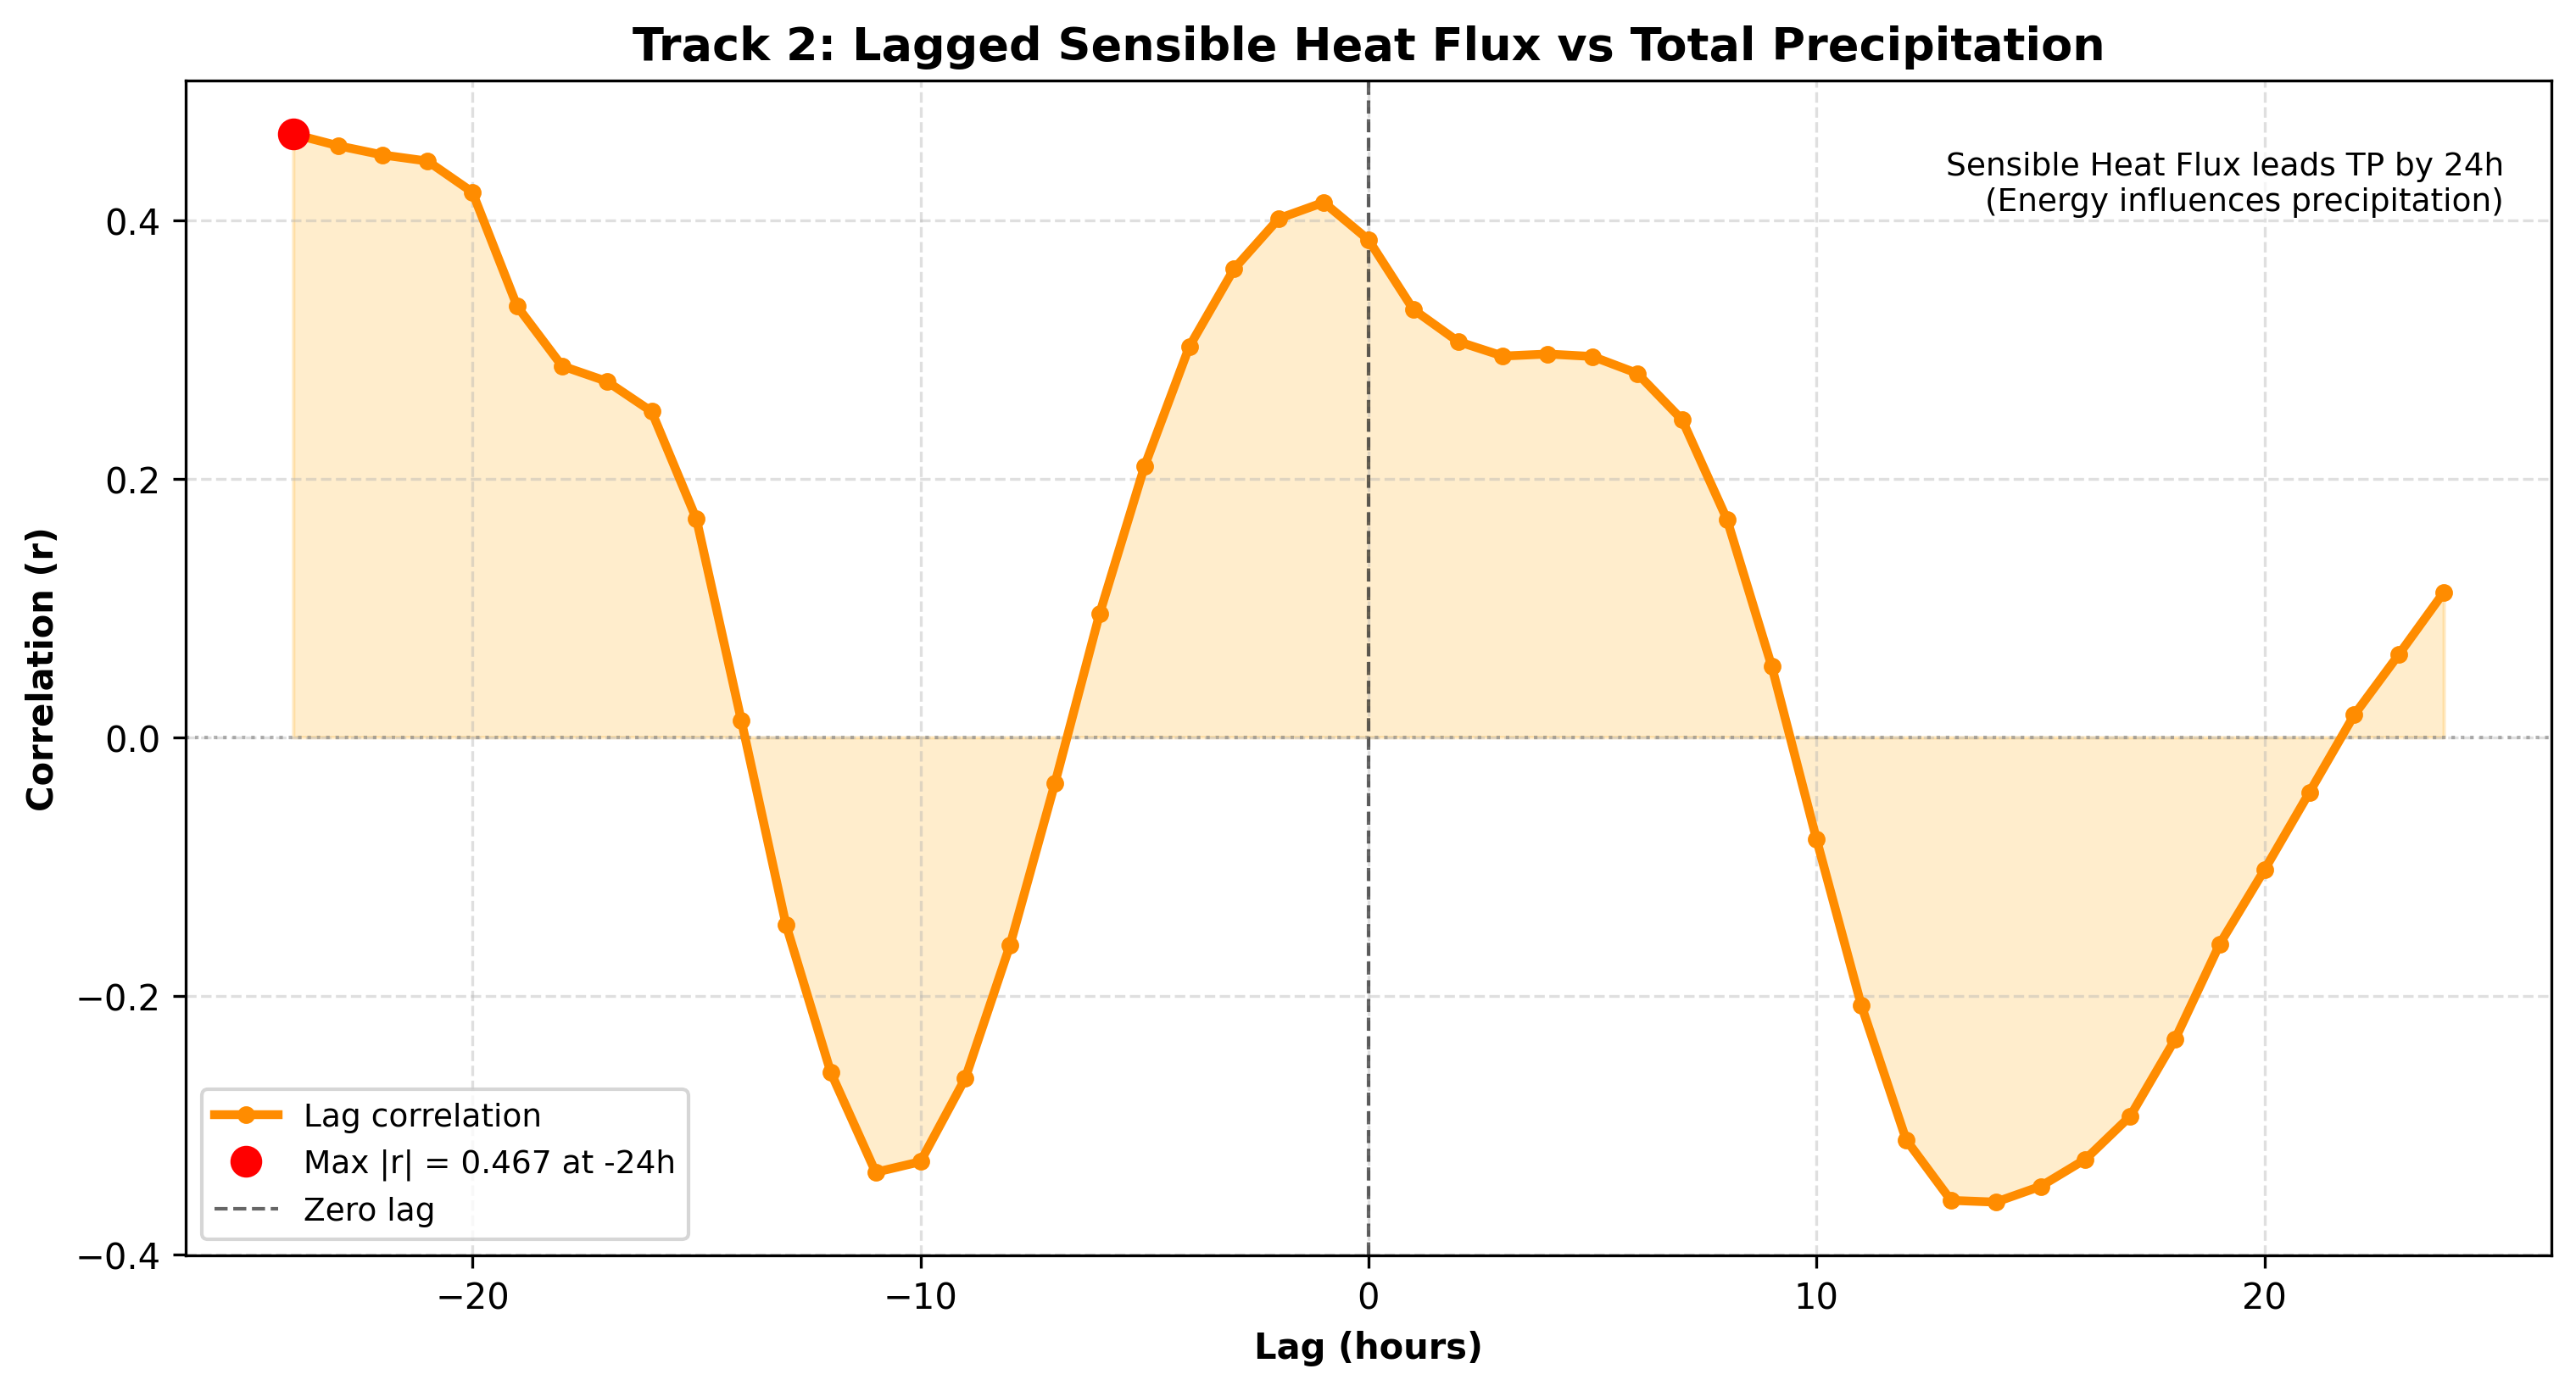 Track 2: Lagged Sensible Heat Flux vs Total Precipitation
Sensible Heat Flux leads TP by 24h
(Energy influences precipitation)
Correlation (r)
0.4
0.2
0.0
−0.2
−0.4
Lag correlation
Max |r| = 0.467 at -24h
Zero lag
−20
−10
0
10
20
Lag (hours)